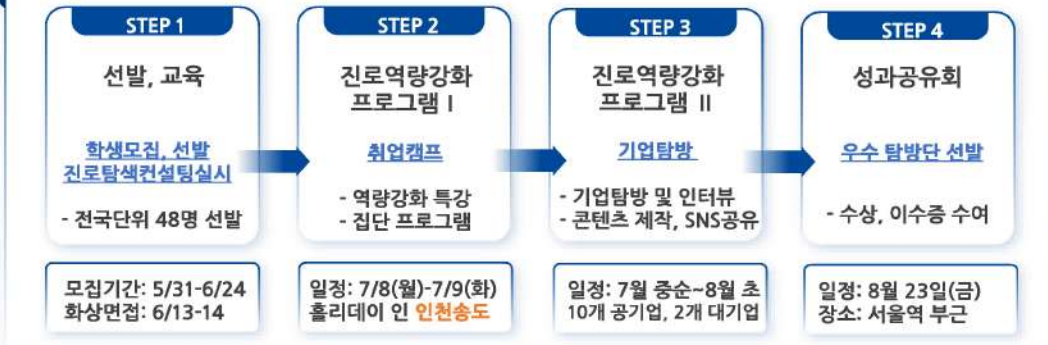 STEP 1
선발, 교육
학생모집, 선발
진로탐색컨설팅실시
- 전국단위 48명 선발
모집기간: 5/31-6/24
화상면접: 6/13-14
STEP 2
진로역량강화
프로그램 I
취업캠프
- 역량강화 특강
- 집단 프로그램
일정: 7/8(월)-7/9(화)
홀리데이 인 인천송도
STEP 3
진로역량강화
프로그램 II
기업탐방
- 기업탐방 및 인터뷰
- 콘텐츠 제작, SNS공유
일정: 7월 중순~8월 초
10개 공기업, 2개 대기업
STEP 4
성과공유회
우수 탐방단 선발
- 수상, 이수증 수여
일정: 8월 23일(금)
장소: 서울역 부근